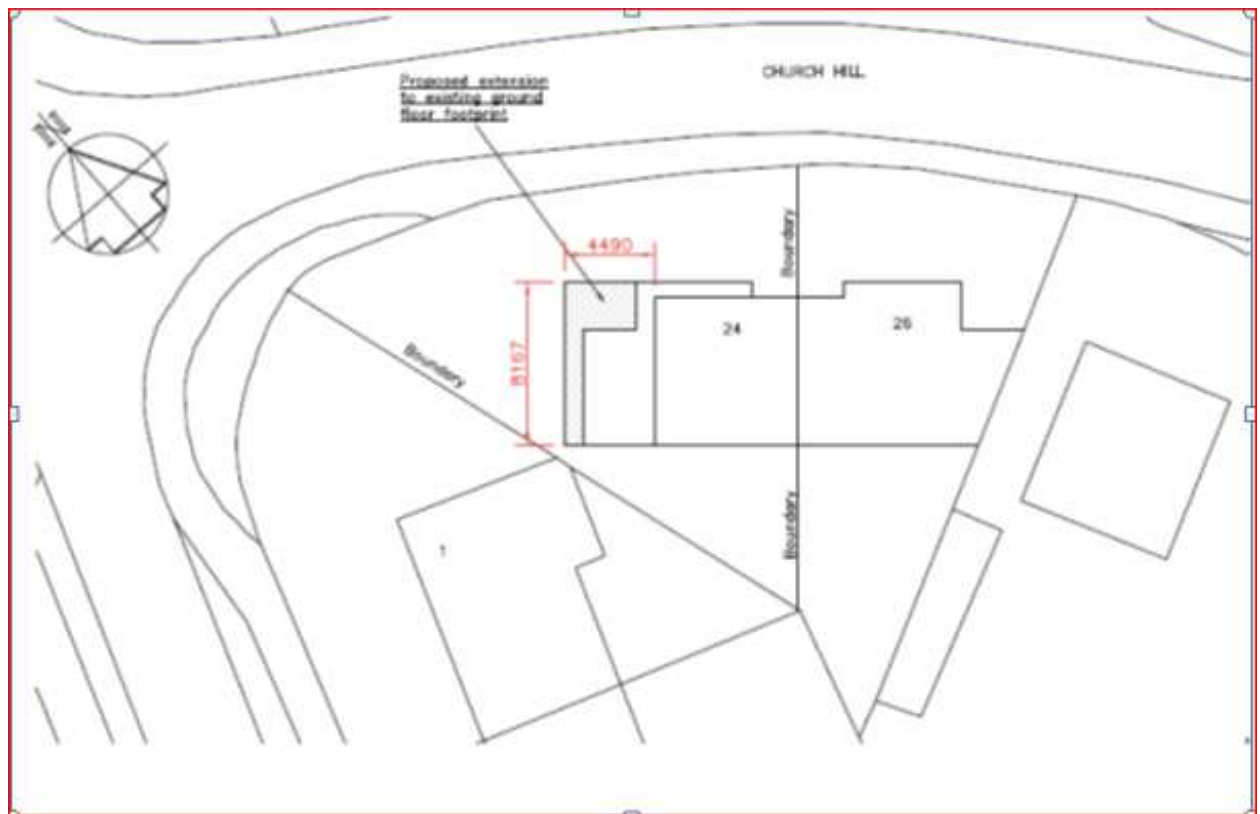 CHURCH HILL
Proposed extension
to existing ground
floor footprint
4490
Boundary
24
26
8167
Boundary
Boundary
1